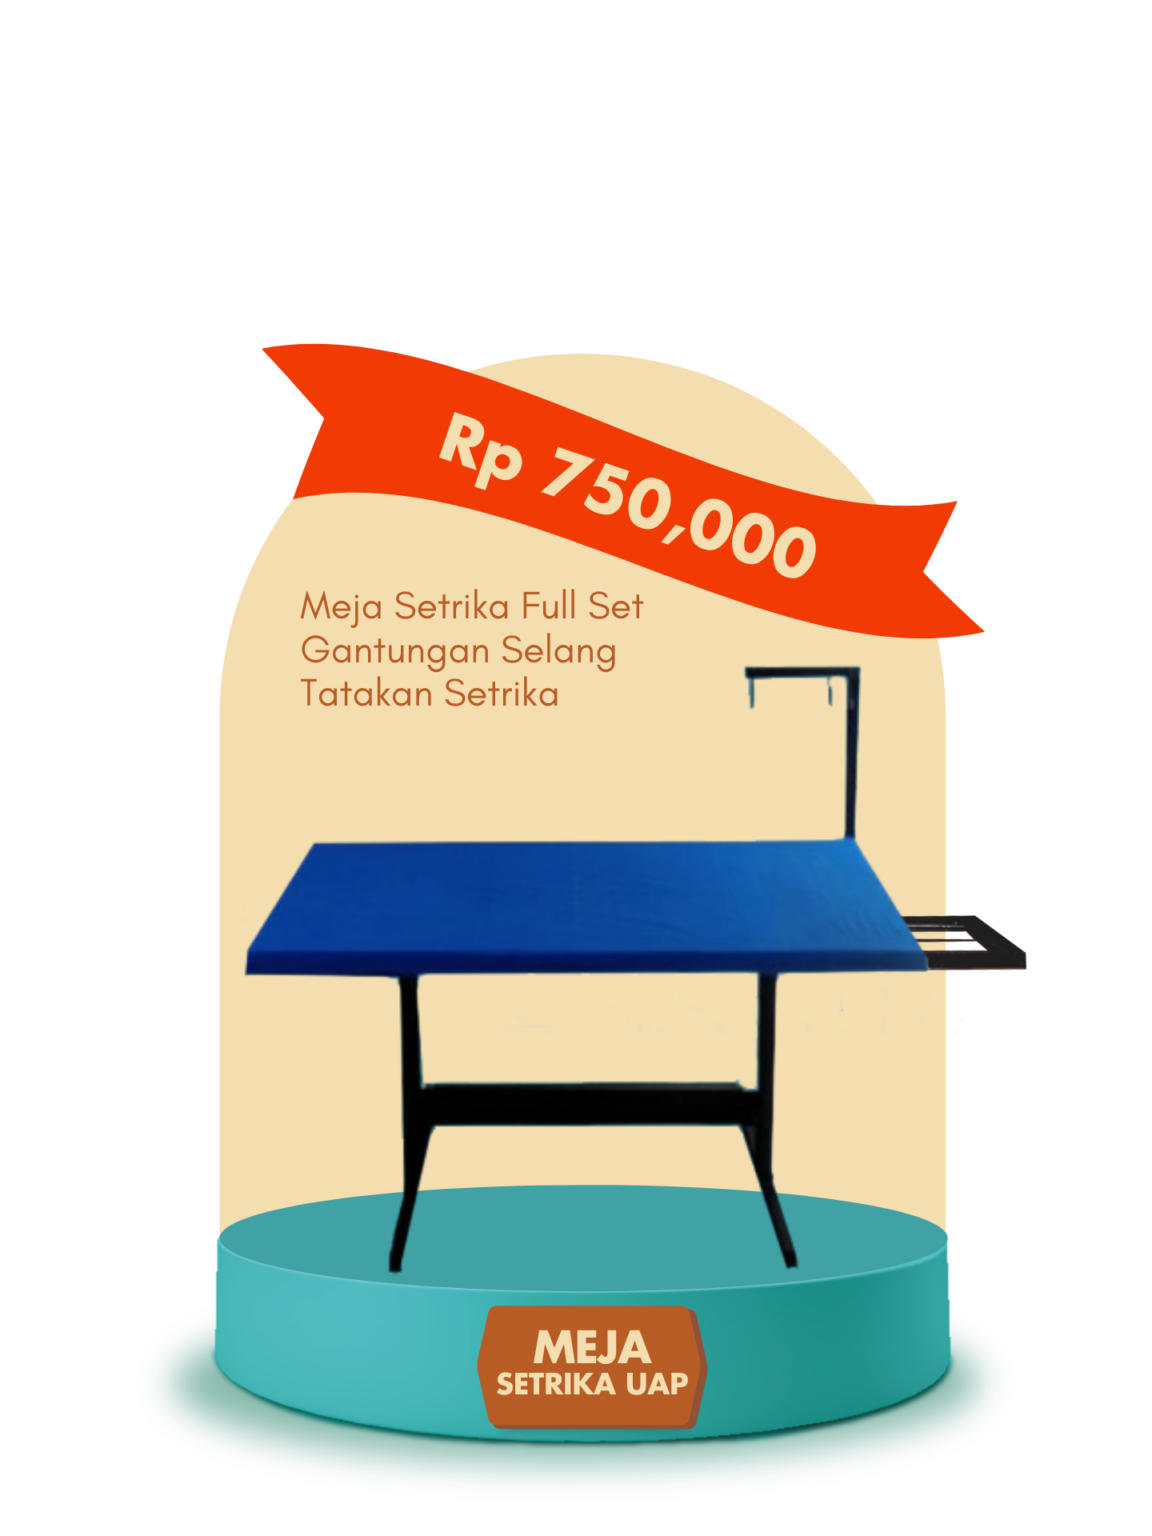 Rp 750,000
Meja Setrika Full Set
Gantungan Selang
Tatakan Setrika
MEJA
SETRIKA UAP